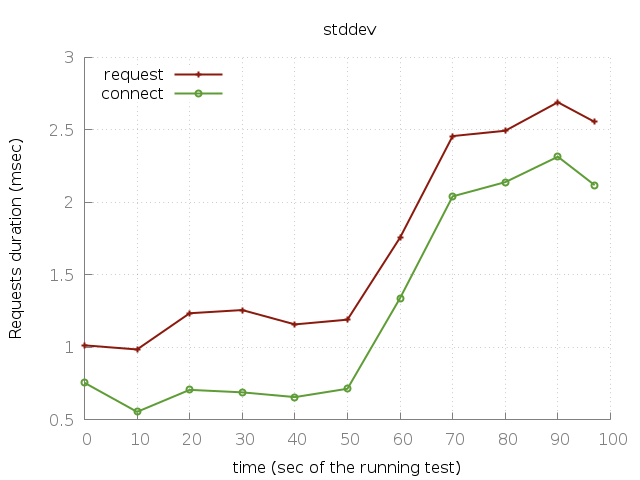 stddev
request
connect
Requests duration (msec)
3
2.5
2
1.5
1
0.5
0 10 20 30 40 50 60 70 80 90 100
time (sec of the running test)